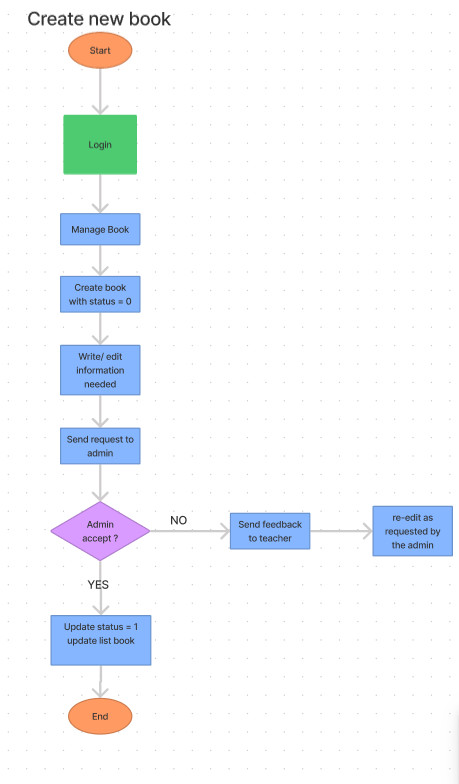 Create new book
Start
Login
Manage Book
Create book
with status = 0
Write/ edit
information
needed
Send request to
admin
Admin
accept ?
NO
Send feedback
to teacher
re-edit as
requested by
the admin
YES
Update status = 1
update list book
End